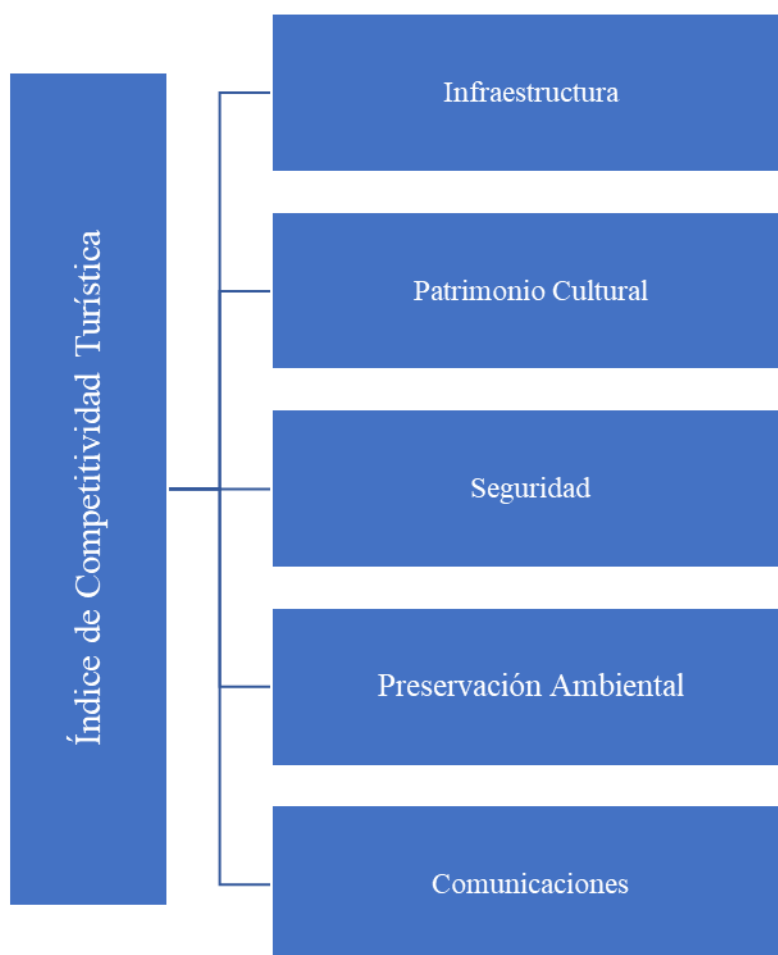 Índice de Competitividad Turística
Infraestructura
Patrimonio Cultural
Seguridad
Preservación Ambiental
Comunicaciones